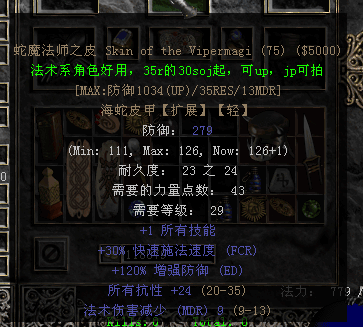 蛇魔法师之皮 Skin of the Vipermagi (75) ($5000)
法术系角色好用，35r的30soj起，可up，jp可拍
[MAX:防御1034(UP)/35RES/13MDR]
海蛇皮甲【扩展】【轻】
防御： 279
(Min: 111, Max: 126, Now: 126+1)
耐久度： 23 之 24
需要的力量点数： 43
需要等级： 29
+1 所有技能
+30% 快速施法速度 (FCR)
+120% 增强防御 (ED)
所有抗性 +24 (20-35)
法力： 779
法术伤害减少 (MDR) 9 (9-13)